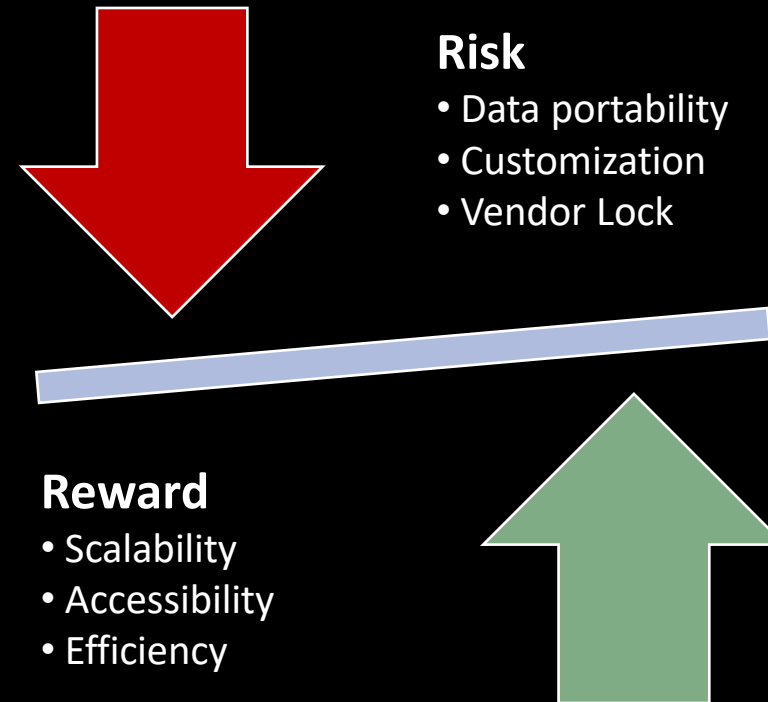 Risk
• Data portability
• Customization
• Vendor Lock
Reward
• Scalability
• Accessibility
• Efficiency